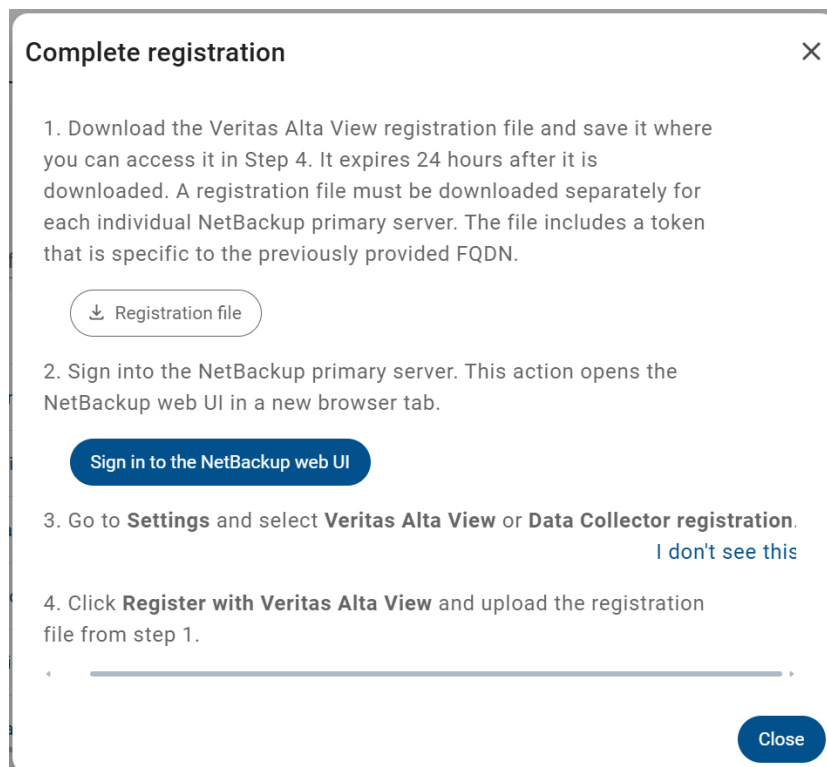 Complete registration
1. Download the Veritas Alta View registration file and save it where
you can access it in Step 4. It expires 24 hours after it is
downloaded. A registration file must be downloaded separately for
each individual NetBackup primary server. The file includes a token
that is specific to the previously provided FQDN.
Registration file
2. Sign into the NetBackup primary server. This action opens the
NetBackup web UI in a new browser tab.
Sign in to the NetBackup web UI
3. Go to Settings and select Veritas Alta View or Data Collector registration.
I don't see this
4. Click Register with Veritas Alta View and upload the registration
file from step 1.
Close